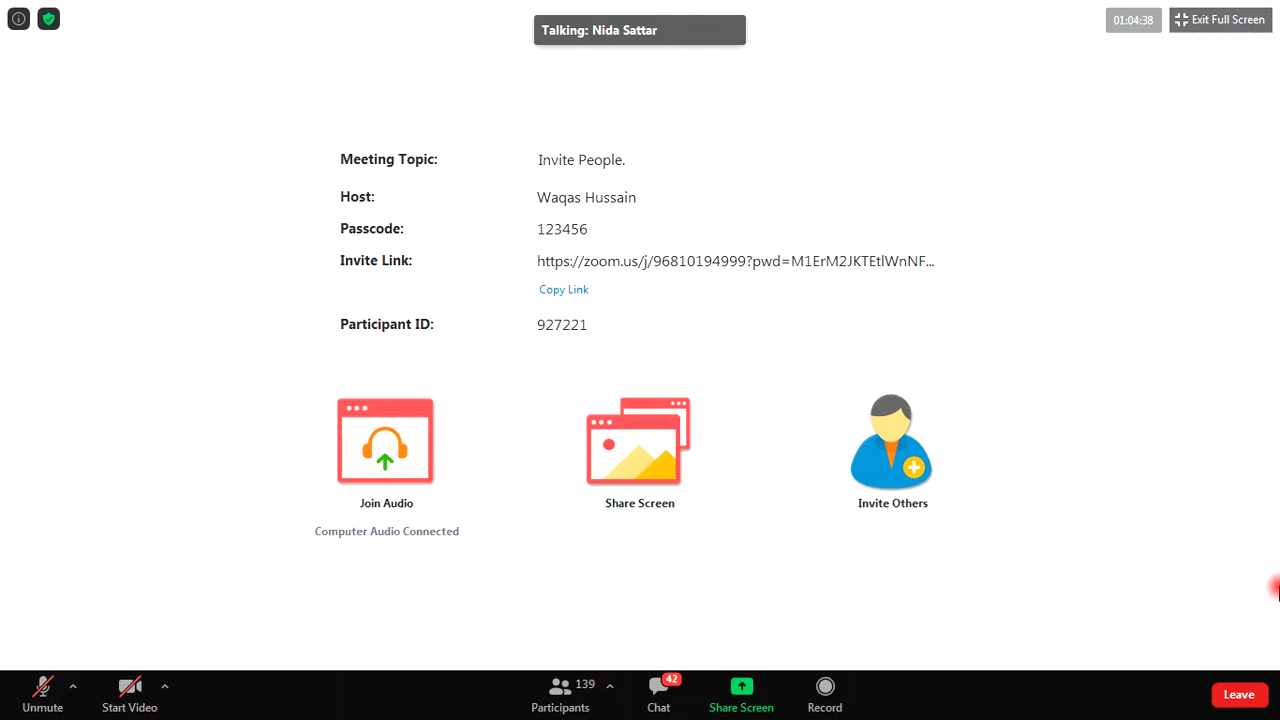 Talking: Nida Sattar
01:04:38
Exit Full Screen
Meeting Topic: Invite People.
Host: Waqas Hussain
Passcode: 123456
Invite Link: https://zoom.us/j/96810194999?pwd=M1ErM2JKTEtlWnNF...
Copy Link
Participant ID: 927221
Join Audio
Share Screen
Invite Others
Computer Audio Connected
Unmute
Start Video
139
Participants
42
Chat
Share Screen
Record
Leave